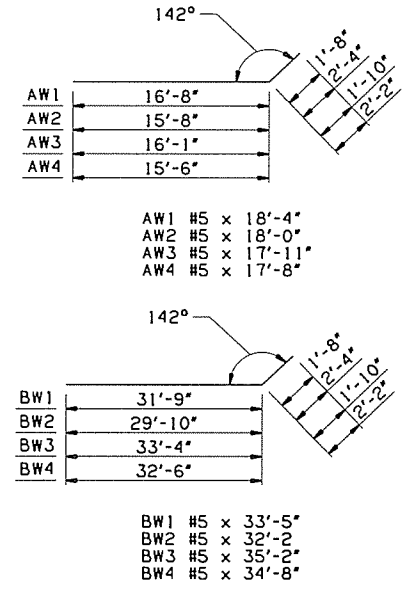 142°
1'-8"
2'-4"
1'-10"
2'-2"
AW1 16'-8"
AW2 15'-8"
AW3 16'-1"
AW4 15'-6"
AW1 #5 x 18'-4"
AW2 #5 x 18'-0"
AW3 #5 x 17'-11"
AW4 #5 x 17'-8"
142°
1'-8"
2'-4"
1'-10"
2'-2"
BW1 31'-9"
BW2 29'-10"
BW3 33'-4"
BW4 32'-6"
BW1 #5 x 33'-5"
BW2 #5 x 32'-2
BW3 #5 x 35'-2"
BW4 #5 x 34'-8"